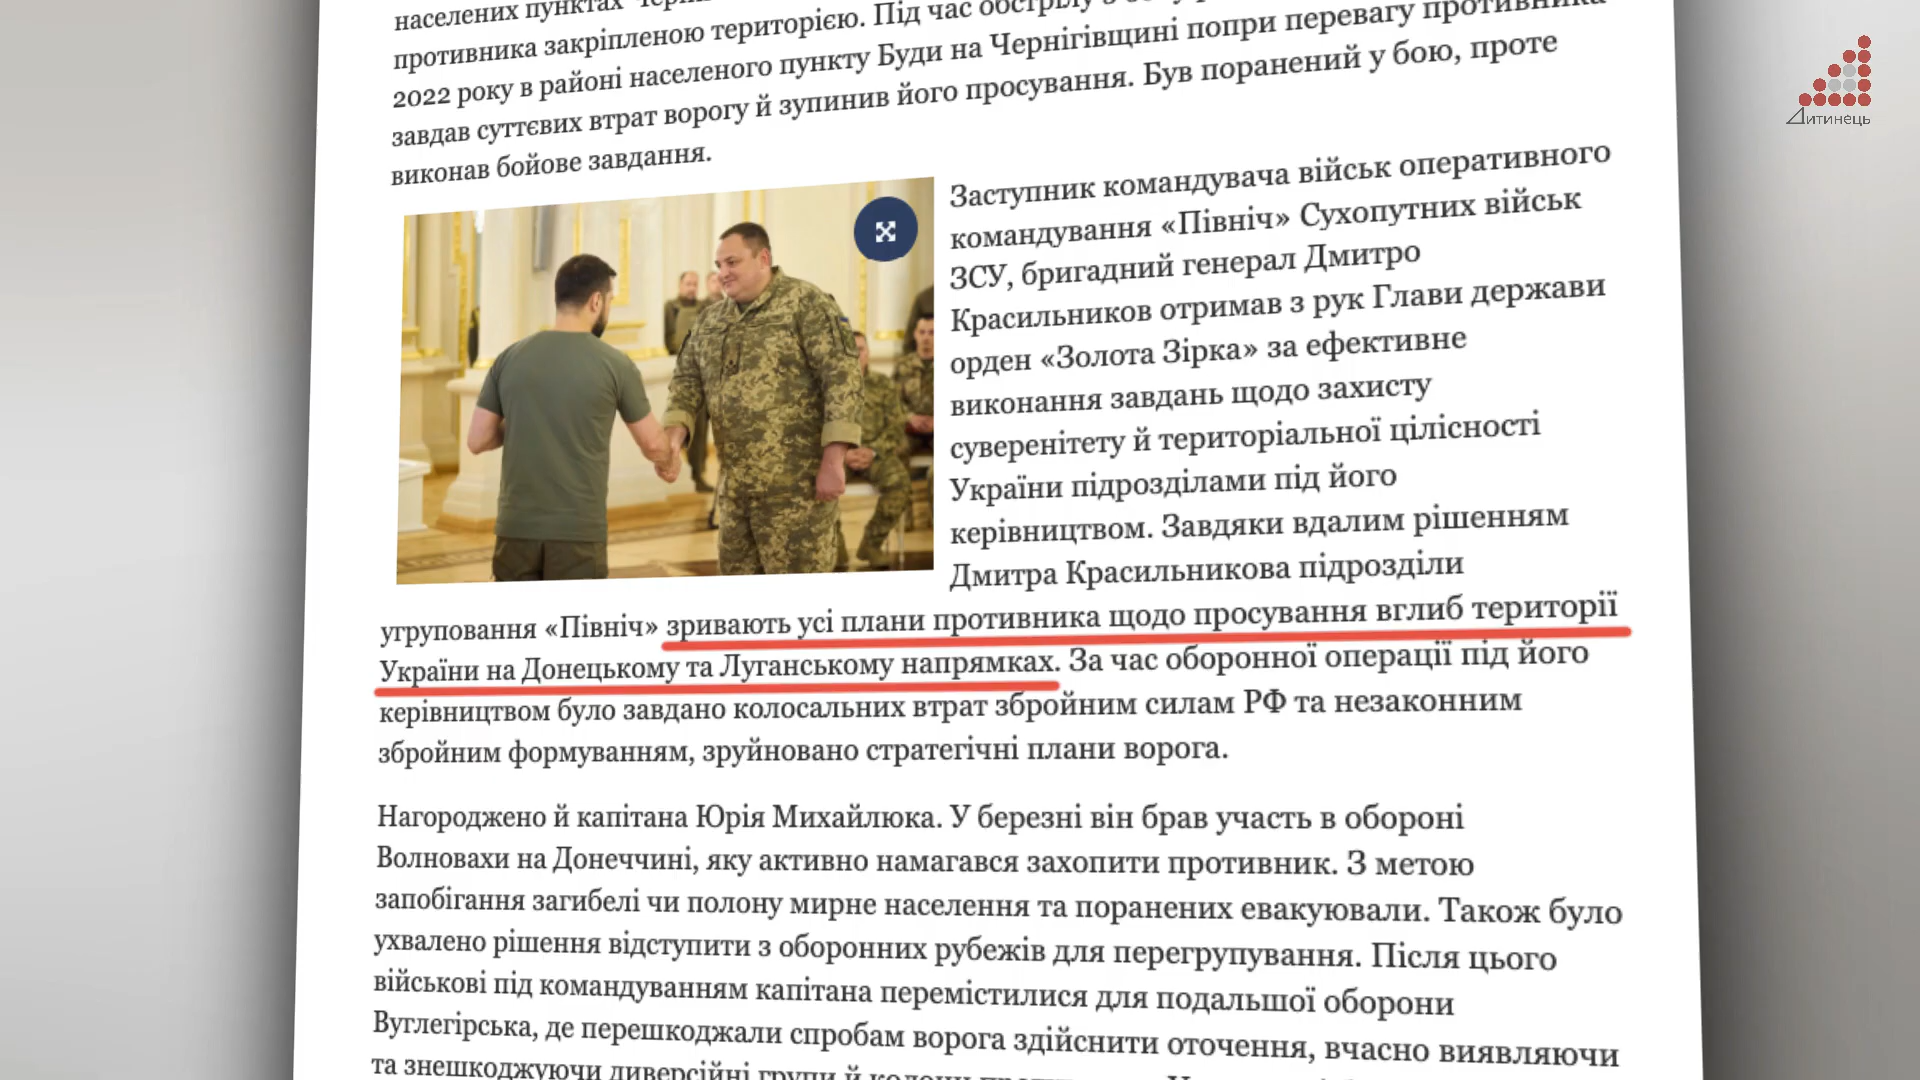 населених пунктах
противника закріпленою територією. Під час обстрілу з
2022 року в районі населеного пункту Буди на Чернігівщині попри перевагу противника
завдав суттєвих втрат ворогу й зупинив його просування. Був поранений у бою, проте
виконав бойове завдання.
Заступник командувача військ оперативного
командування «Північ» Сухопутних військ
ЗСУ, бригадний генерал Дмитро
Красильников отримав з рук Глави держави
орден «Золота Зірка» за ефективне
виконання завдань щодо захисту
суверенітету й територіальної цілісності
України підрозділами під його
керівництвом. Завдяки вдалим рішенням
Дмитра Красильникова підрозділи
угруповання «Північ» зривають усі плани противника щодо просування вглиб території
України на Донецькому та Луганському напрямках. За час оборонної операції під його
керівництвом було завдано колосальних втрат збройним силам РФ та незаконним
збройним формуванням, зруйновано стратегічні плани ворога.
Нагороджено й капітана Юрія Михайлюка. У березні він брав участь в обороні
Волновахи на Донеччині, яку активно намагався захопити противник. З метою
запобігання загибелі чи полону мирне населення та поранених евакуювали. Також було
ухвалено рішення відступити з оборонних рубежів для перегрупування. Після цього
військові під командуванням капітана перемістилися для подальшої оборони
Вуглегірська, де перешкоджали спробам ворога здійснити оточення, вчасно виявляючи
та знешкоджуючи диверсійні групи й колони
Дитинець